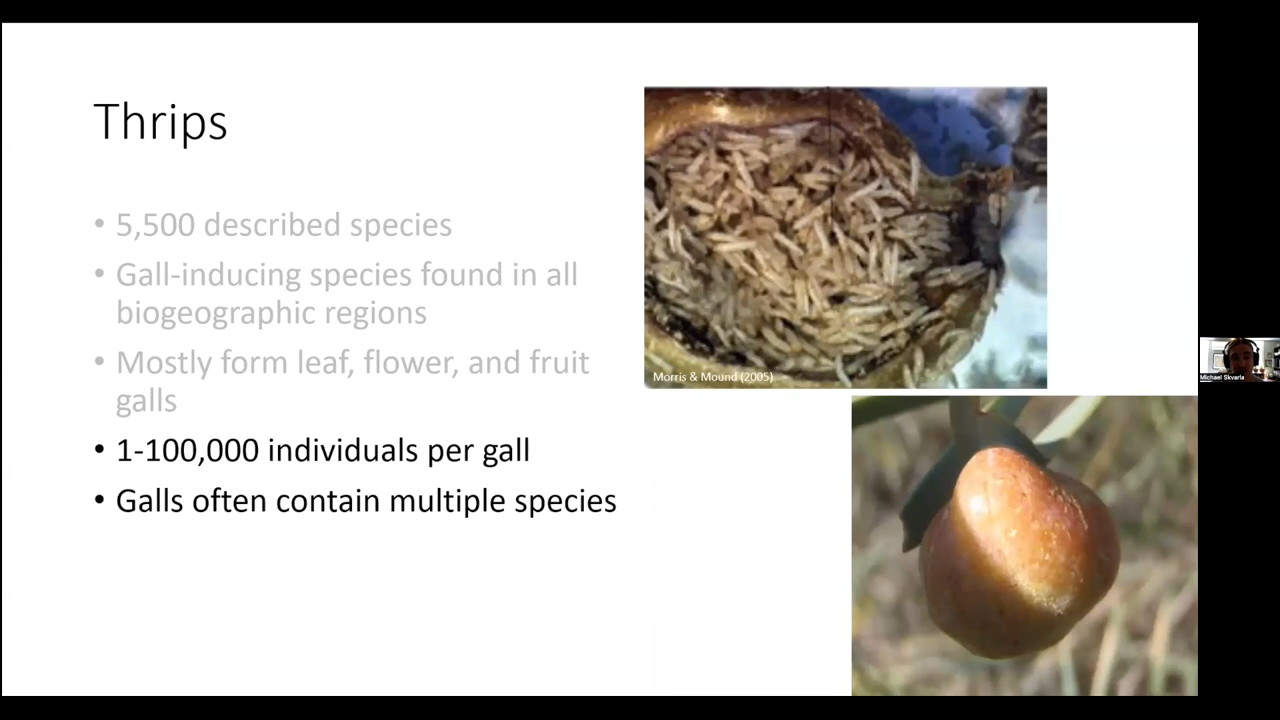 Thrips
• 5,500 described species
• Gall-inducing species found in all
biogeographic regions
• Mostly form leaf, flower, and fruit
galls
• 1-100,000 individuals per gall
• Galls often contain multiple species
Morris & Mound (2005)
Michael Skvarla